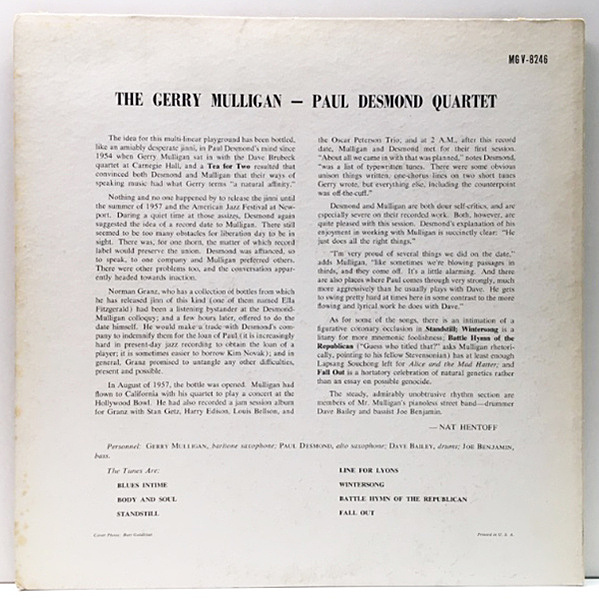 MG V-8246
THE GERRY MULLIGAN — PAUL DESMOND QUARTET
The idea for this multi-linear playground has been bottled,
like an amiably desperate jinni, in Paul Desmond's mind since
1954 when Gerry Mulligan sat in with the Dave Brubeck
quartet at Carnegie Hall, and a Tea for Two resulted that
convinced both Desmond and Mulligan that their ways of
speaking music had what Gerry terms "a natural affinity."
Nothing and no one happened by to release the jinni until
the summer of 1957 and the American Jazz Festival at New-
port. During a quiet time at those assizes, Desmond again
suggested the idea of a record date to Mulligan. There still
seemed to be too many obstacles for liberation day to be in
sight. There was, for one thorn, the matter of which record
label would preserve the union. Desmond was affianced, so
to speak, to one company and Mulligan preferred others.
There were other problems too, and the conversation appar-
ently headed towards inaction.
Norman Granz, who has a collection of bottles from which
he has released jinn of this kind (one of them named Ella
Fitzgerald) had been a listening bystander at the Desmond-
Mulligan colloquy; and a few hours later, offered to do the
date himself. He would make a trade with Desmond's com-
pany to indemnify them for the loan of Paul (it is increasingly
hard in present-day jazz recording to obtain the loan of a
player; it is sometimes easier to borrow Kim Novak); and in
general, Granz promised to untangle any other difficulties,
present and possible.
In August of 1957, the bottle was opened. Mulligan had
flown to California with his quartet to play a concert at the
Hollywood Bowl. He had also recorded a jam session album
for Granz with Stan Getz, Harry Edison, Louis Bellson, and
the Oscar Peterson Trio; and at 2 A.M., after this record
date, Mulligan and Desmond met for their first session.
"About all we came in with that was planned," notes Desmond,
"was a list of typewritten tunes. There were some obvious
unison things written, one-chorus lines on two short tunes
Gerry wrote, but everything else, including the counterpoint
was off-the-cuff."
Desmond and Mulligan are both dour self-critics, and are
especially severe on their recorded work. Both, however, are
quite pleased with this session. Desmond's explanation of his
enjoyment in working with Mulligan is succinctly clear: "He
just does all the right things."
"I'm very proud of several things we did on the date,"
adds Mulligan, "like sometimes we're blowing passages in
thirds, and they come off. It's a little alarming. And there
are also places where Paul comes through very strongly, much
more aggressively than he usually plays with Dave. He gets
to swing pretty hard at times here in contrast to the more
flowing and lyrical work he does with Dave."
As for some of the songs, there is an intimation of a
figurative coronary occlusion in Standstill; Wintersong is a
litany for more mnemonic foolishness; Battle Hymn of the
Republican ("Guess who titled that?" asks Mulligan rhetori-
cally, pointing to his fellow Stevensonian) has at least enough
Lapsang Souchong left for Alice and the Mad Hatter; and
Fall Out is a hortatory celebration of natural genetics rather
than an essay on possible genocide.
The steady, admirably unobtrusive rhythm section are
members of Mr. Mulligan's pianoless street band—drummer
Dave Bailey and bassist Joe Benjamin.
—NAT HENTOFF
Personnel: GERRY MULLIGAN, baritone saxophone; PAUL DESMOND, alto saxophone; DAVE BAILEY, drums; JOE BENJAMIN,
bass.
The Tunes Are:
BLUES INTIME
BODY AND SOUL
STANDSTILL
LINE FOR LYONS
WINTERSONG
BATTLE HYMN OF THE REPUBLICAN
FALL OUT
Cover Photo: Burt Goldblatt
Printed in U. S. A.